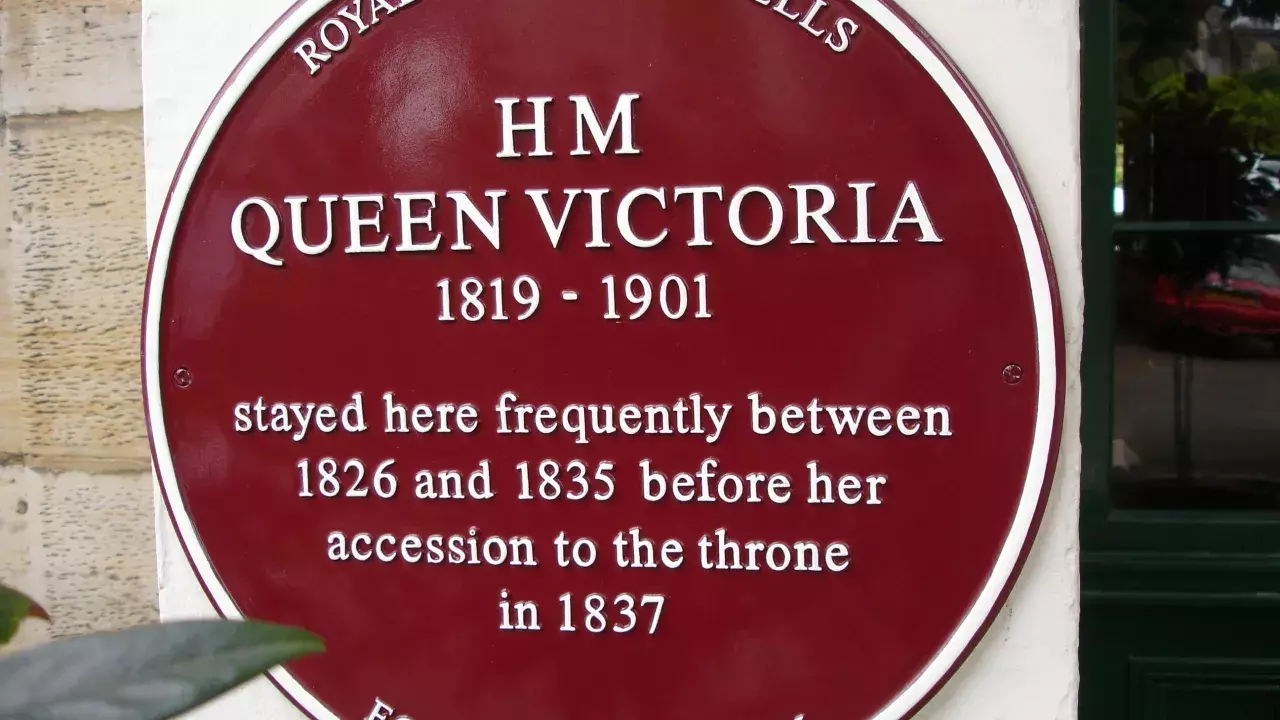 ROYAL
H M
QUEEN VICTORIA
1819 - 1901
stayed here frequently between
1826 and 1835 before her
accession to the throne
in 1837